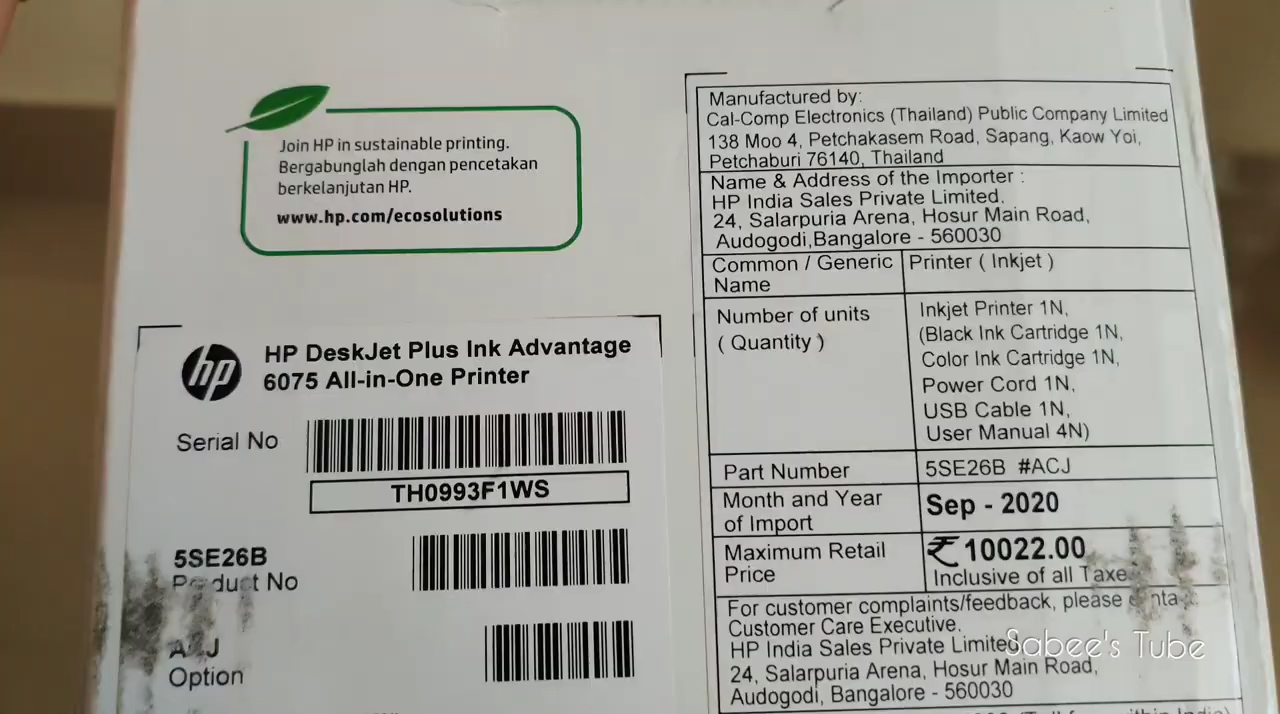 Join HP in sustainable printing.
Bergabunglah dengan pencetakan
berkelanjutan HP.
www.hp.com/ecosolutions
hp
HP DeskJet Plus Ink Advantage
6075 All-in-One Printer
Serial No
TH0993F1WS
5SE26B
Product No
Option
Manufactured by:
Cal-Comp Electronics (Thailand) Public Company Limited
138 Moo 4, Petchakasem Road, Sapang, Kaow Yoi,
Petchaburi 76140, Thailand
Name & Address of the Importer :
HP India Sales Private Limited.
24, Salarpuria Arena, Hosur Main Road,
Audogodi,Bangalore - 560030
Common / Generic Name
Printer ( Inkjet )
Number of units
( Quantity )
Inkjet Printer 1N,
(Black Ink Cartridge 1N,
Color Ink Cartridge 1N,
Power Cord 1N,
USB Cable 1N,
User Manual 4N)
Part Number
5SE26B #ACJ
Month and Year
of Import
Sep - 2020
Maximum Retail
Price
₹10022.00
Inclusive of all Taxe
For customer complaints/feedback, please
Customer Care Executive.
HP India Sales Private Limited
24, Salarpuria Arena, Hosur Main Road,
Audogodi, Bangalore - 560030
Sabee's Tube